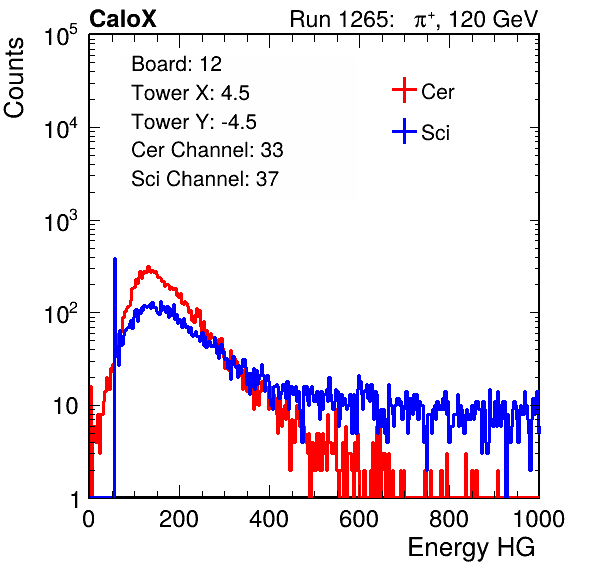 CaloX Run 1265: π⁺, 120 GeV
Counts
10⁵
10⁴
10³
10²
10
1
Board: 12
Tower X: 4.5
Tower Y: -4.5
Cer Channel: 33
Sci Channel: 37
Cer
Sci
0 200 400 600 800 1000
Energy HG